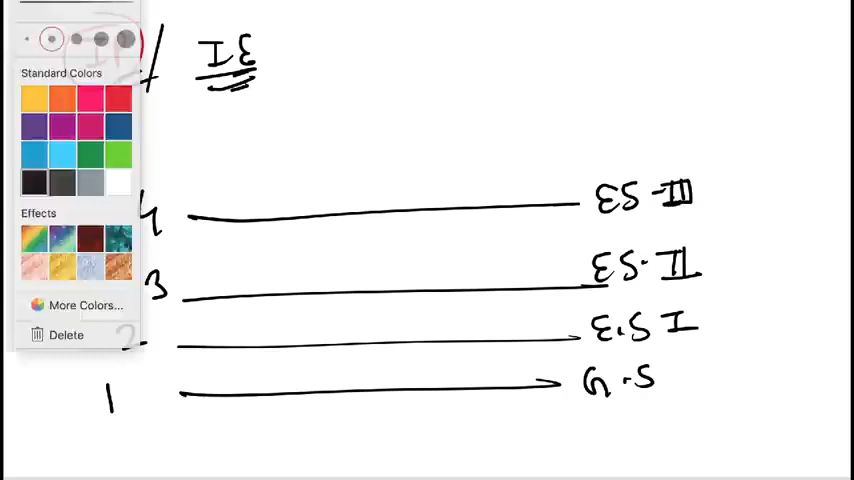 IE
Standard Colors
4 ES-III
Effects
3 ES-II
More Colors...
E.S I
Delete
2
1 G.S